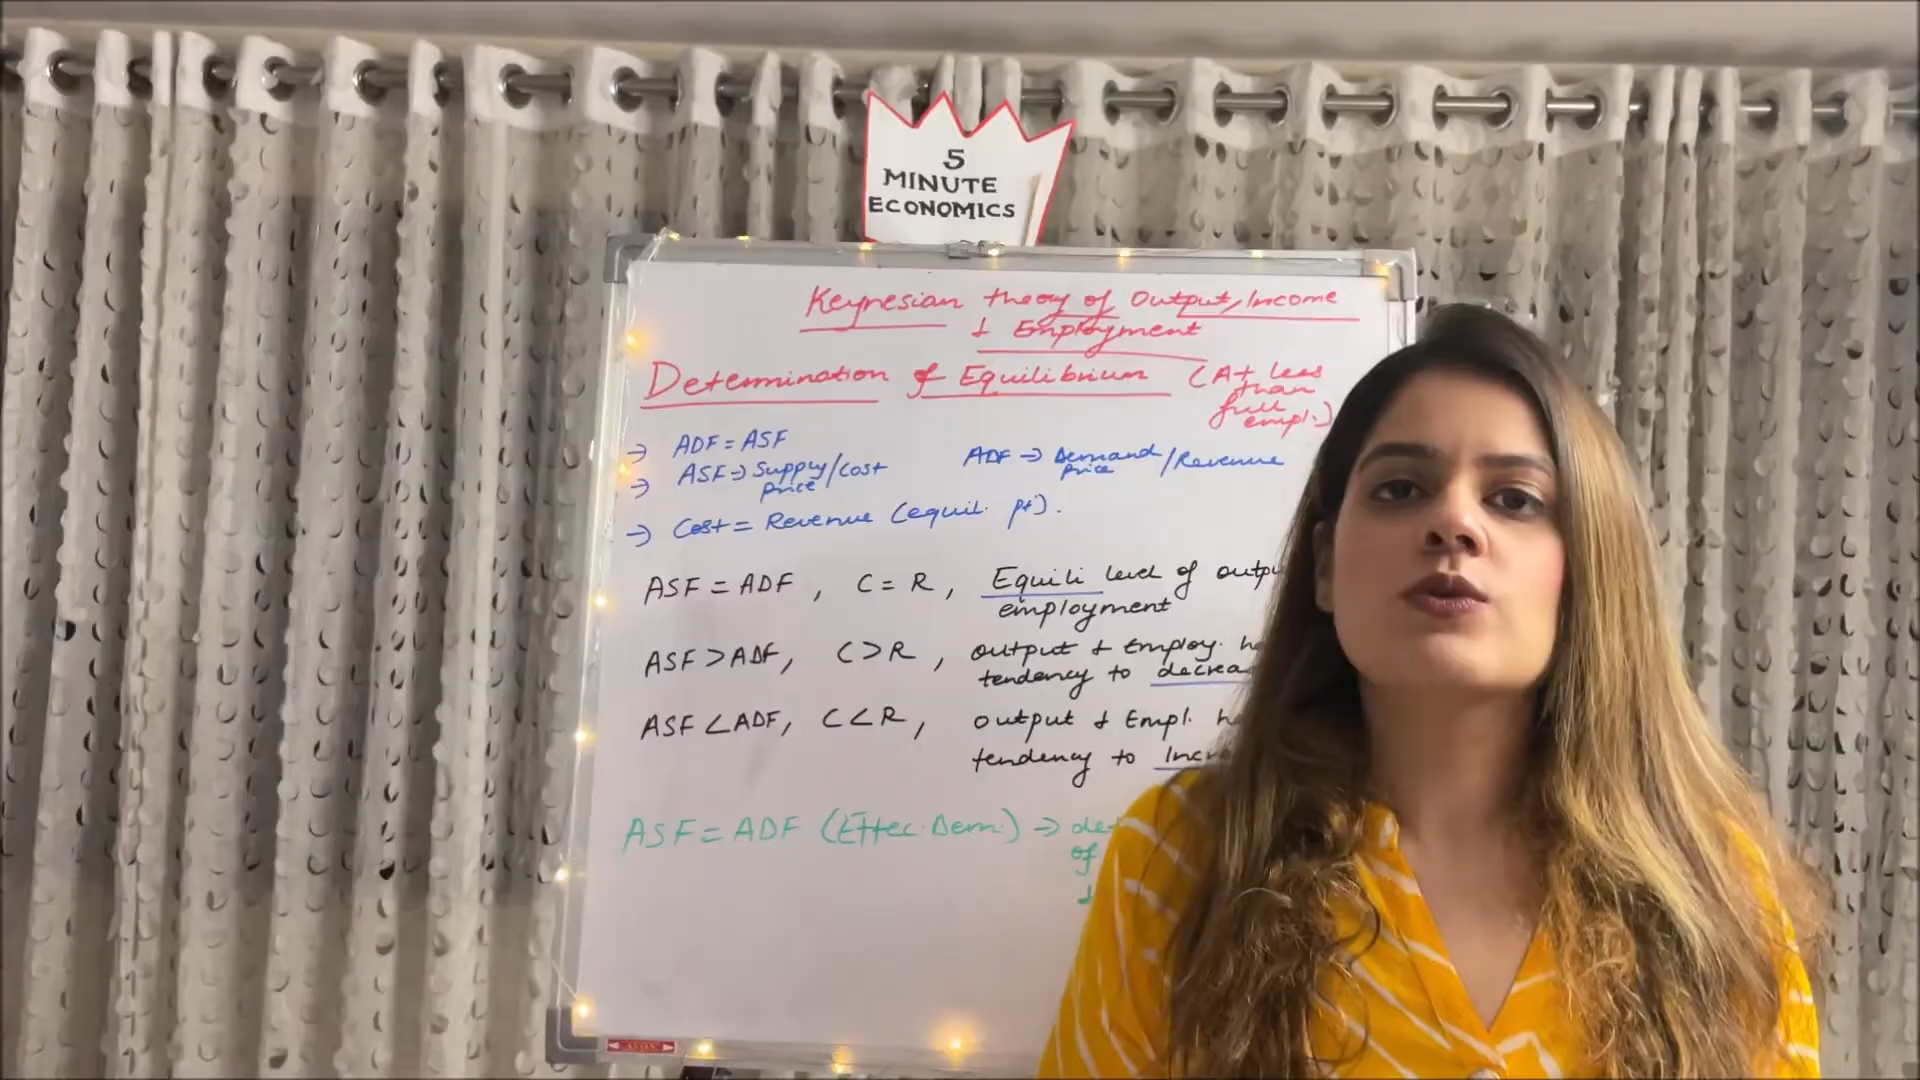 5
MINUTE
ECONOMICS
Keynesian theory of Output, Income
& Employment
Determination of Equilibrium (At less
than
full
empl.)
→ ADF = ASF
→ ASF → Supply/Cost
price
ADF → Demand/Revenue
price
→ Cost = Revenue (equil. pt).
ASF = ADF, C = R, Equili level of
employment
ASF > ADF, C > R, output & Employ.
tendency to
ASF < ADF, C < R, output & Empl.
tendency to
ASF = ADF (Effec. Dem.) →
of
&